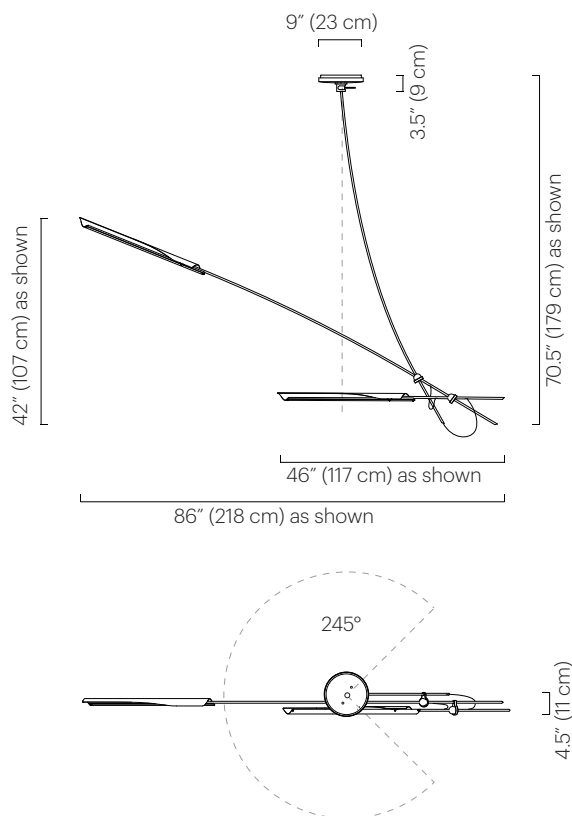 9” (23 cm)
3.5” (9 cm)
70.5” (179 cm) as shown
42” (107 cm) as shown
46” (117 cm) as shown
86” (218 cm) as shown
245°
4.5” (11 cm)